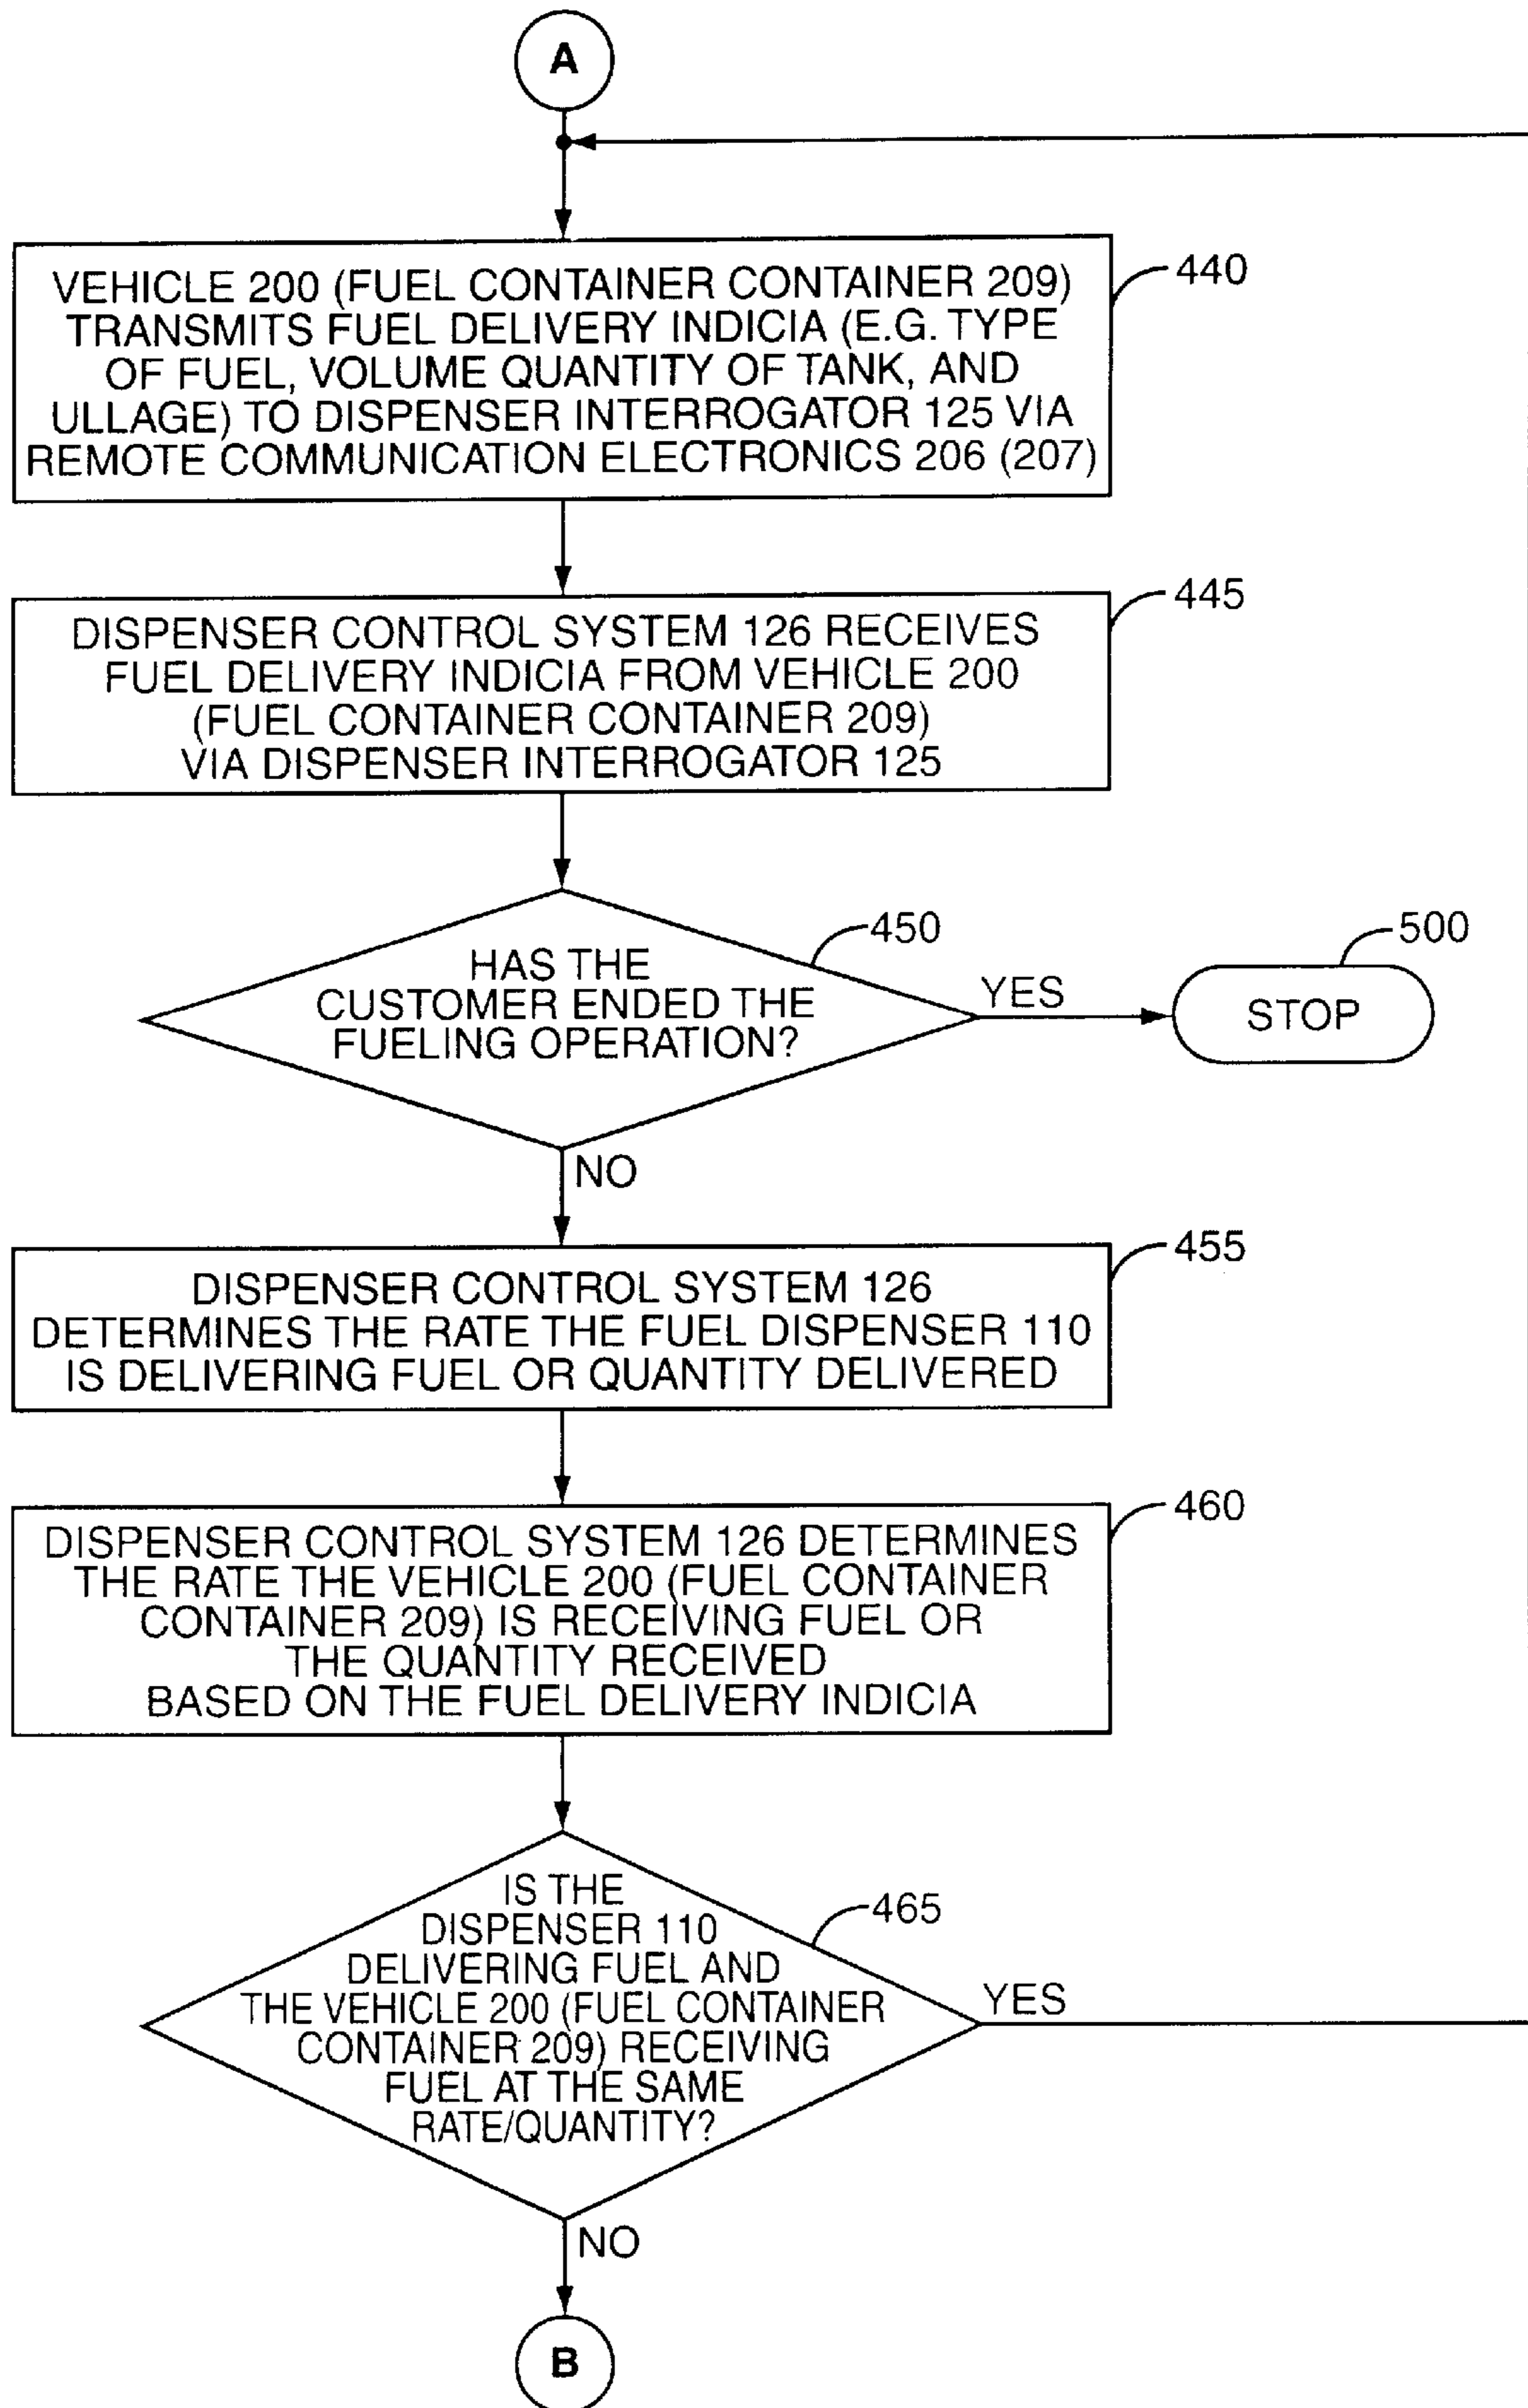 A
VEHICLE 200 (FUEL CONTAINER CONTAINER 209)
TRANSMITS FUEL DELIVERY INDICIA (E.G. TYPE
OF FUEL, VOLUME QUANTITY OF TANK, AND
ULLAGE) TO DISPENSER INTERROGATOR 125 VIA
REMOTE COMMUNICATION ELECTRONICS 206 (207)
440
DISPENSER CONTROL SYSTEM 126 RECEIVES
FUEL DELIVERY INDICIA FROM VEHICLE 200
(FUEL CONTAINER CONTAINER 209)
VIA DISPENSER INTERROGATOR 125
445
HAS THE
CUSTOMER ENDED THE
FUELING OPERATION?
450
YES
STOP
500
NO
DISPENSER CONTROL SYSTEM 126
DETERMINES THE RATE THE FUEL DISPENSER 110
IS DELIVERING FUEL OR QUANTITY DELIVERED
455
DISPENSER CONTROL SYSTEM 126 DETERMINES
THE RATE THE VEHICLE 200 (FUEL CONTAINER
CONTAINER 209) IS RECEIVING FUEL OR
THE QUANTITY RECEIVED
BASED ON THE FUEL DELIVERY INDICIA
460
IS THE
DISPENSER 110
DELIVERING FUEL AND
THE VEHICLE 200 (FUEL CONTAINER
CONTAINER 209) RECEIVING
FUEL AT THE SAME
RATE/QUANTITY?
465
YES
NO
B